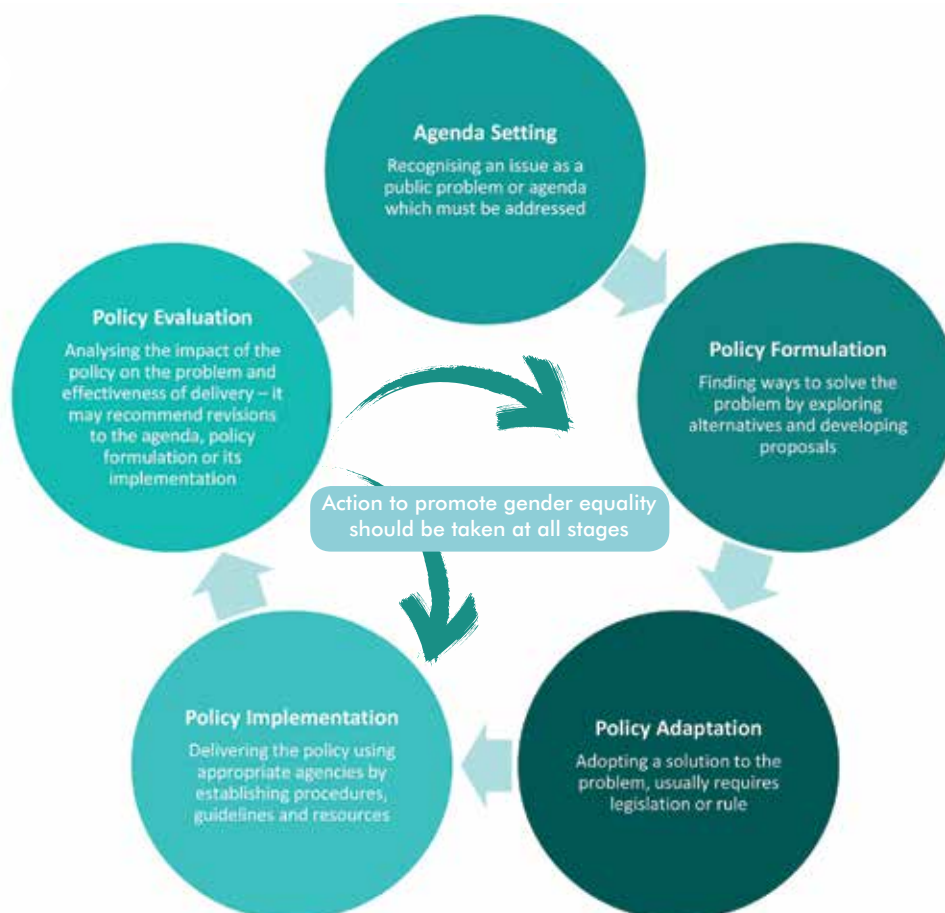 Agenda Setting
Recognising an issue as a
public problem or agenda
which must be addressed
Policy Formulation
Finding ways to solve the
problem by exploring
alternatives and developing
proposals
Policy Adaptation
Adopting a solution to the
problem, usually requires
legislation or rule
Policy Implementation
Delivering the policy using
appropriate agencies by
establishing procedures,
guidelines and resources
Policy Evaluation
Analysing the impact of the
policy on the problem and
effectiveness of delivery – it
may recommend revisions
to the agenda, policy
formulation or its
implementation
Action to promote gender equality
should be taken at all stages